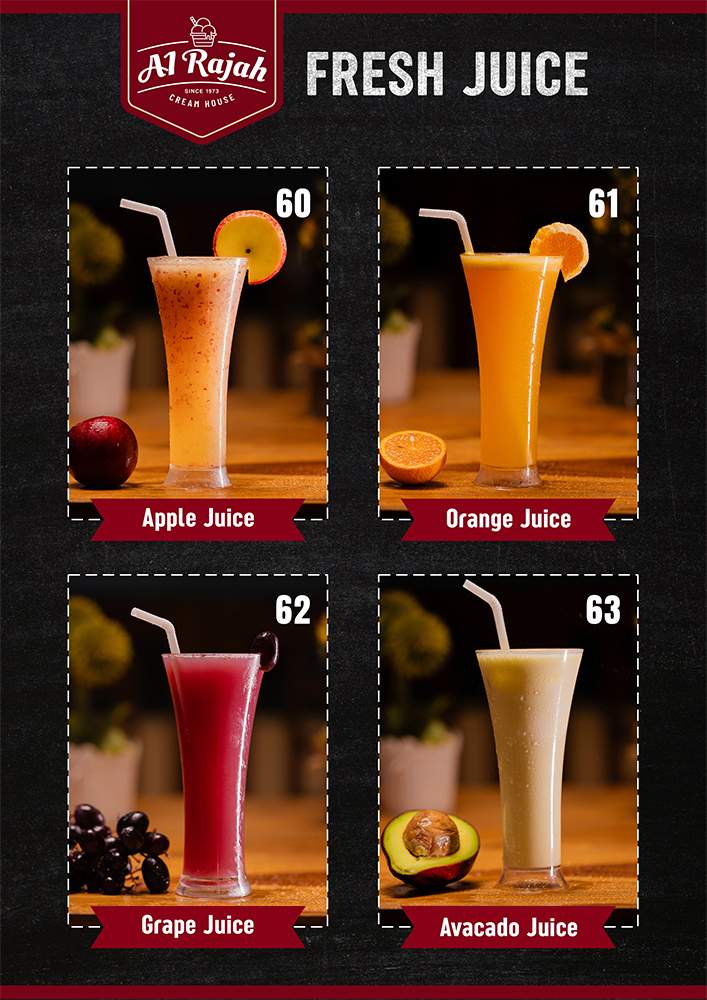 A1 Rajah
SINCE 1973
CREAM HOUSE
FRESH JUICE
60
61
Apple Juice
Orange Juice
62
63
Grape Juice
Avacado Juice